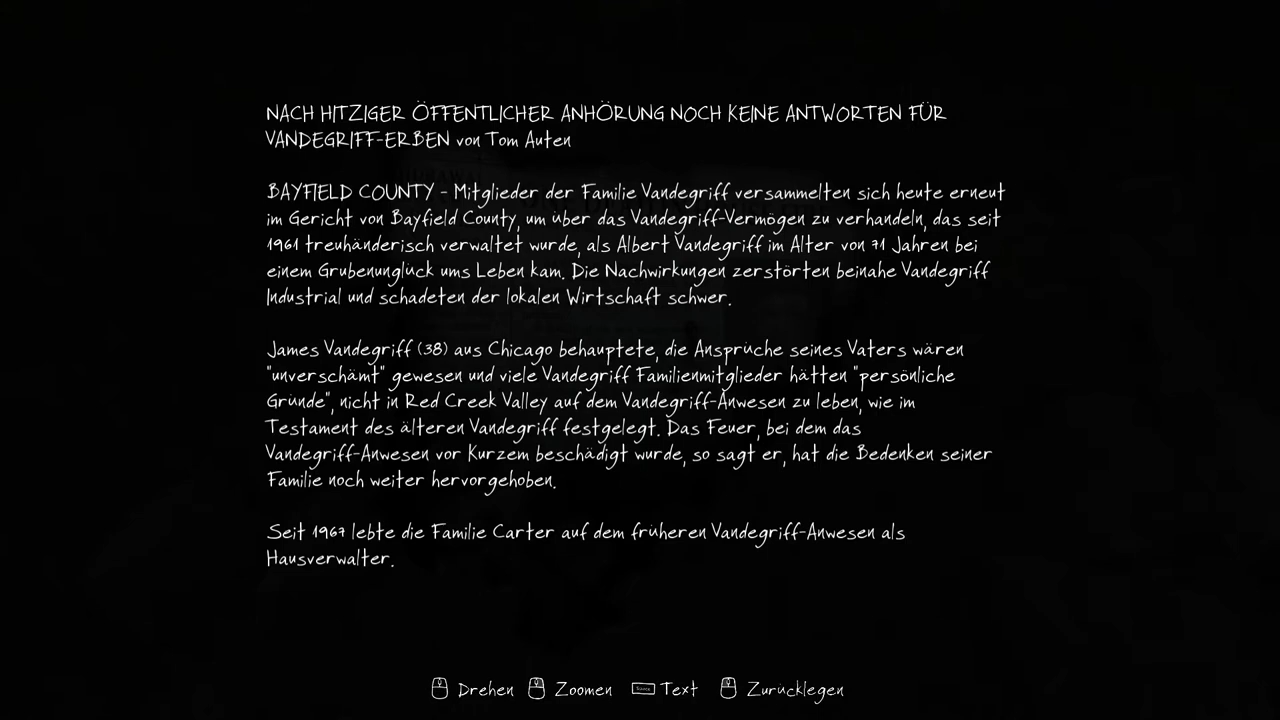 NACH HITZIGER ÖFFENTLICHER ANHÖRUNG NOCH KEINE ANTWORTEN FÜR
VANDEGRIFF-ERBEN von Tom Auten
BAYFIELD COUNTY - Mitglieder der Familie Vandegriff versammelten sich heute erneut
im Gericht von Bayfield County, um über das Vandegriff-Vermögen zu verhandeln, das seit
1961 treuhänderisch verwaltet wurde, als Albert Vandegriff im Alter von 71 Jahren bei
einem Grubenunglück ums Leben kam. Die Nachwirkungen zerstörten beinahe Vandegriff
Industrial und schadeten der lokalen Wirtschaft schwer.
James Vandegriff (38) aus Chicago behauptete, die Ansprüche seines Vaters wären
"unverschämt" gewesen und viele Vandegriff Familienmitglieder hätten "persönliche
Gründe", nicht in Red Creek Valley auf dem Vandegriff-Anwesen zu leben, wie im
Testament des älteren Vandegriff festgelegt. Das Feuer, bei dem das
Vandegriff-Anwesen vor Kurzem beschädigt wurde, so sagt er, hat die Bedenken seiner
Familie noch weiter hervorgehoben.
Seit 1967 lebte die Familie Carter auf dem früheren Vandegriff-Anwesen als
Hausverwalter.
Drehen Zoomen Text Zurücklegen